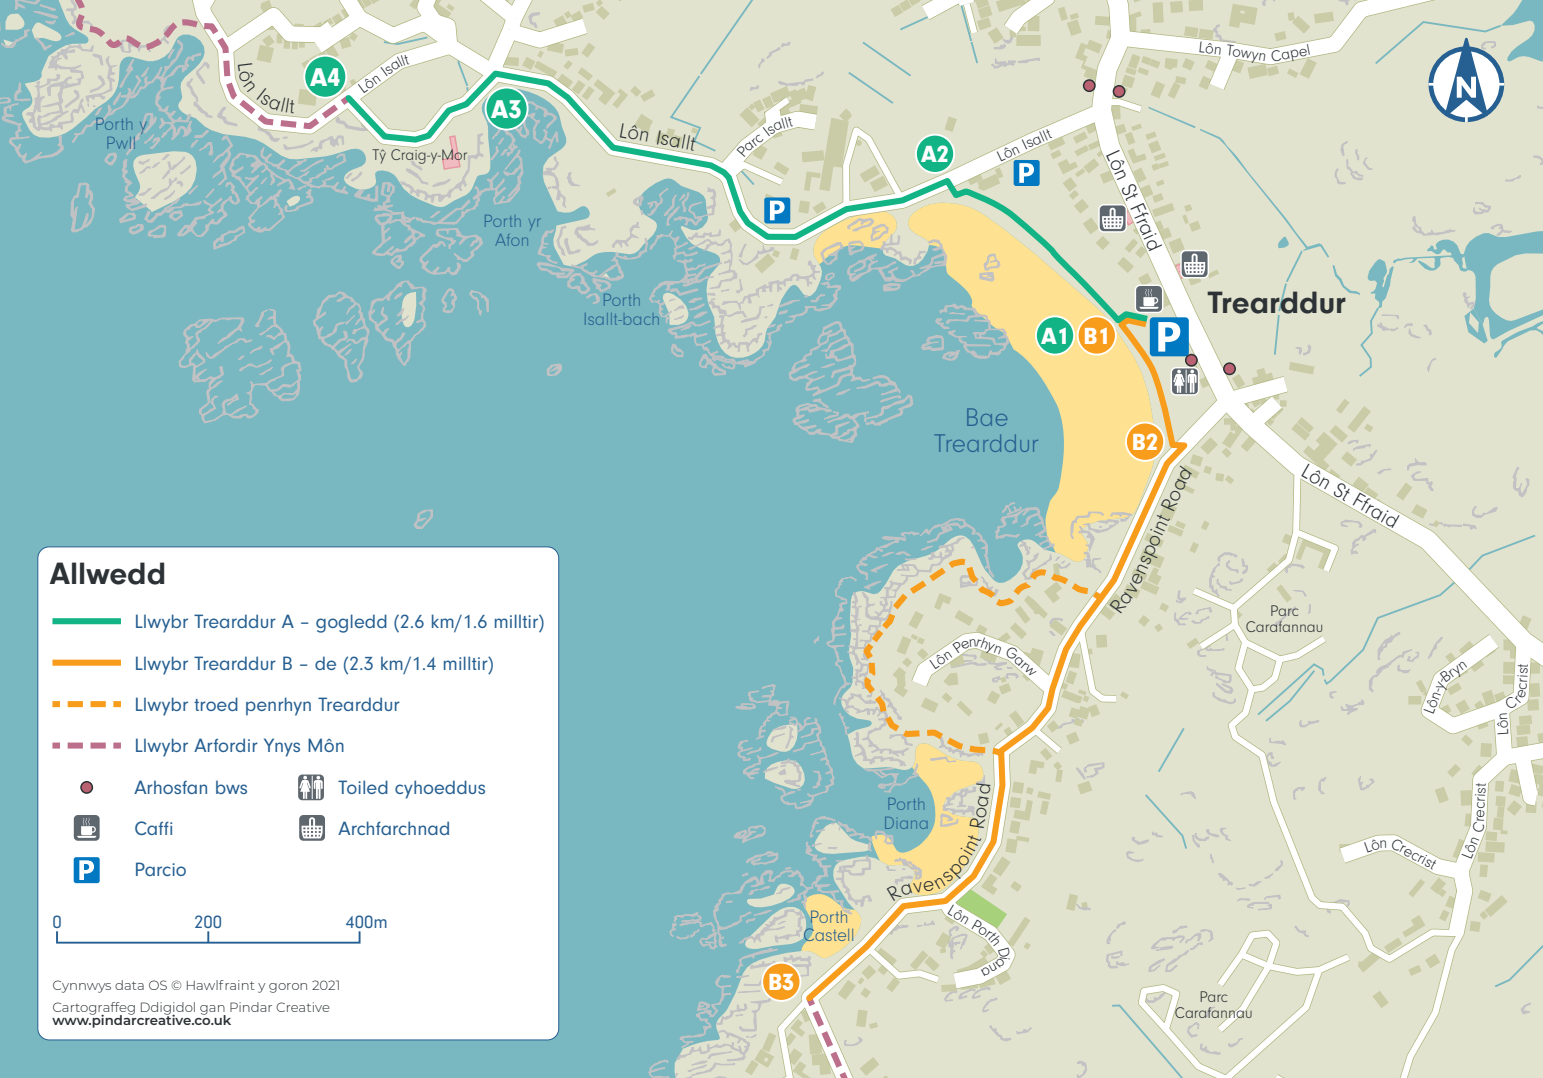 Lôn Towyn Capel
N
A4
Lôn Isallt
Lôn Isallt
A3
Porth y
Pwll
Tŷ Craig-y-Mor
Lôn Isallt
Parc Isallt
A2
Lôn Isallt
P
P
Lôn St Ffraid
Porth yr
Afon
Porth
Isallt-bach
Trearddur
A1
B1
P
Bae
Trearddur
B2
Lôn St Ffraid
Ravenspoint Road
Parc
Carafannau
Lôn Penrhyn Garw
Lôn-y-Bryn
Lôn Crecrist
Porth
Diana
Ravenspoint Road
Lôn Crecrist
Lôn Crecrist
Porth
Castell
Lôn Porth Diana
B3
Parc
Carafannau
Allwedd
Llwybr Trearddur A – gogledd (2.6 km/1.6 milltir)
Llwybr Trearddur B – de (2.3 km/1.4 milltir)
Llwybr troed penrhyn Trearddur
Llwybr Arfordir Ynys Môn
Arhosfan bws
Toiled cyhoeddus
Caffi
Archfarchnad
P Parcio
0 200 400m
Cynnwys data OS © Hawlfraint y goron 2021
Cartograffeg Ddigidol gan Pindar Creative
www.pindarcreative.co.uk